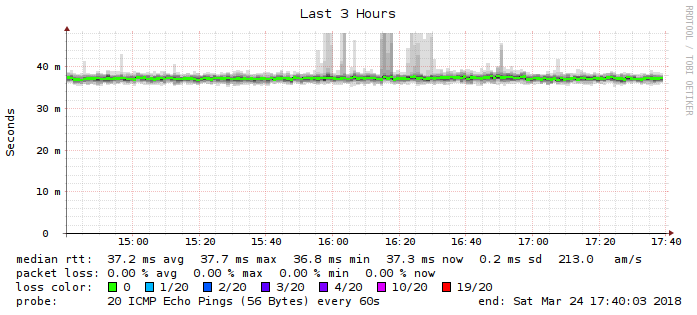 Last 3 Hours
RRDTOOL / TOBI OETIKER
Seconds
40 m
30 m
20 m
10 m
0
15:00 15:20 15:40 16:00 16:20 16:40 17:00 17:20 17:40
median rtt: 37.2 ms avg 37.7 ms max 36.8 ms min 37.3 ms now 0.2 ms sd 213.0 am/s
packet loss: 0.00 % avg 0.00 % max 0.00 % min 0.00 % now
loss color: 0 1/20 2/20 3/20 4/20 10/20 19/20
probe: 20 ICMP Echo Pings (56 Bytes) every 60s end: Sat Mar 24 17:40:03 2018